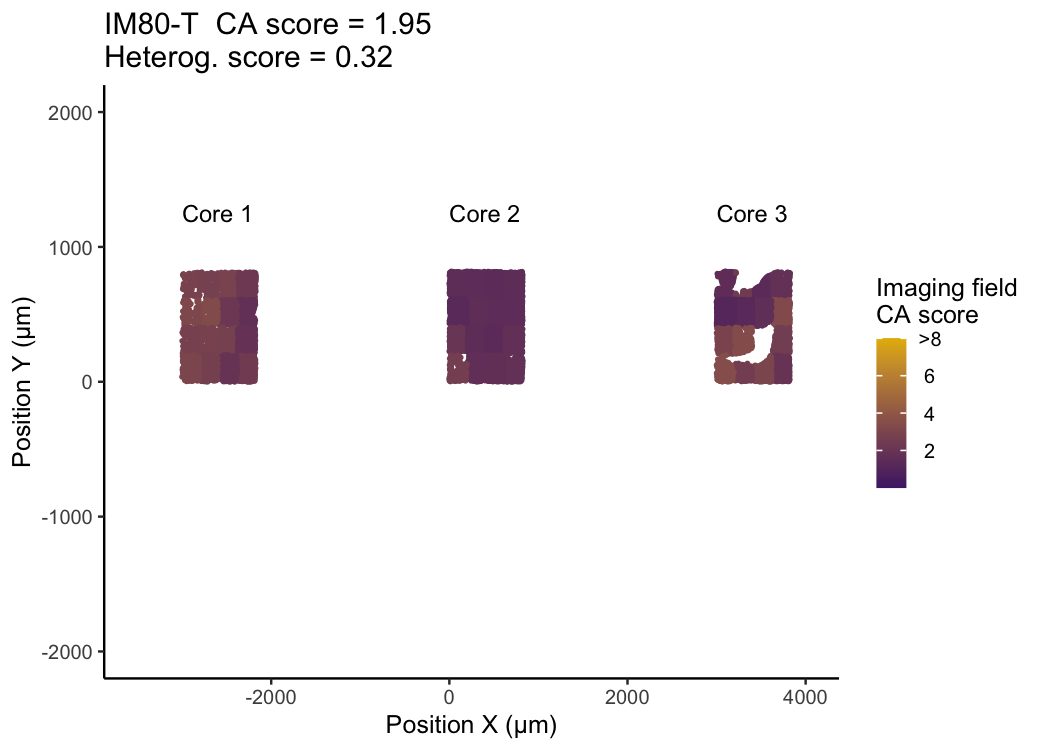 IM80-T  CA score = 1.95
Heterog. score = 0.32
Position Y (μm)
2000
1000
0
-1000
-2000
Core 1
Core 2
Core 3
-2000
0
2000
4000
Position X (μm)
Imaging field
CA score
>8
6
4
2